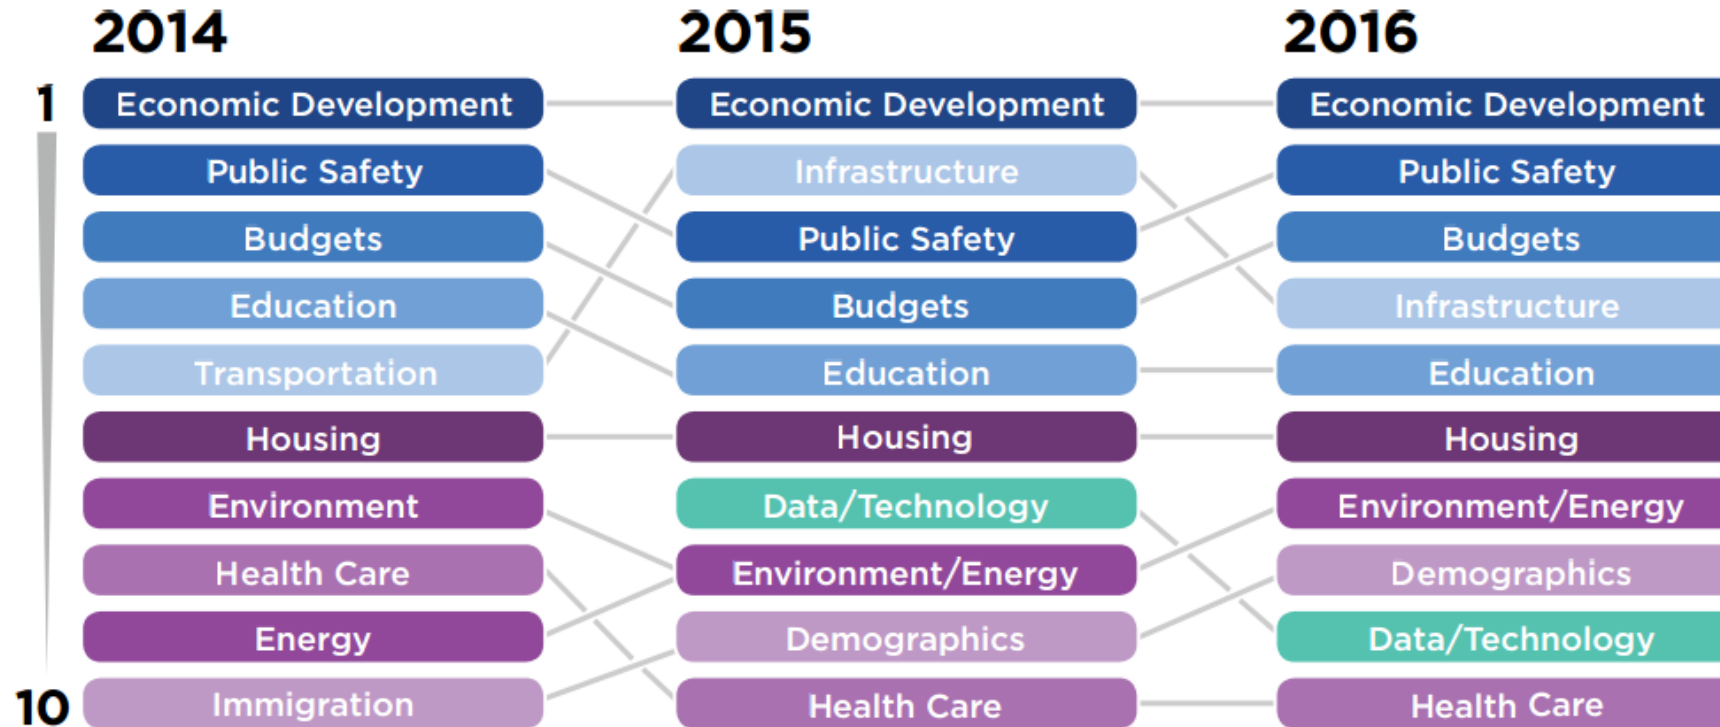 2014
2015
2016
1
10
Economic Development
Public Safety
Budgets
Education
Transportation
Housing
Environment
Health Care
Energy
Immigration
Economic Development
Infrastructure
Public Safety
Budgets
Education
Housing
Data/Technology
Environment/Energy
Demographics
Health Care
Economic Development
Public Safety
Budgets
Infrastructure
Education
Housing
Environment/Energy
Demographics
Data/Technology
Health Care